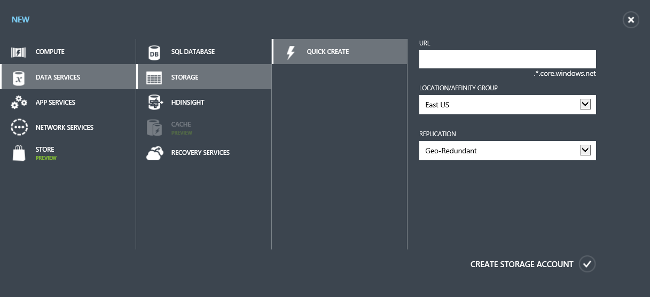 NEW
COMPUTE
DATA SERVICES
APP SERVICES
NETWORK SERVICES
STORE
PREVIEW
SQL DATABASE
STORAGE
HDINSIGHT
CACHE
PREVIEW
RECOVERY SERVICES
QUICK CREATE
URL
.*.core.windows.net
LOCATION/AFFINITY GROUP
East US
REPLICATION
Geo-Redundant
CREATE STORAGE ACCOUNT